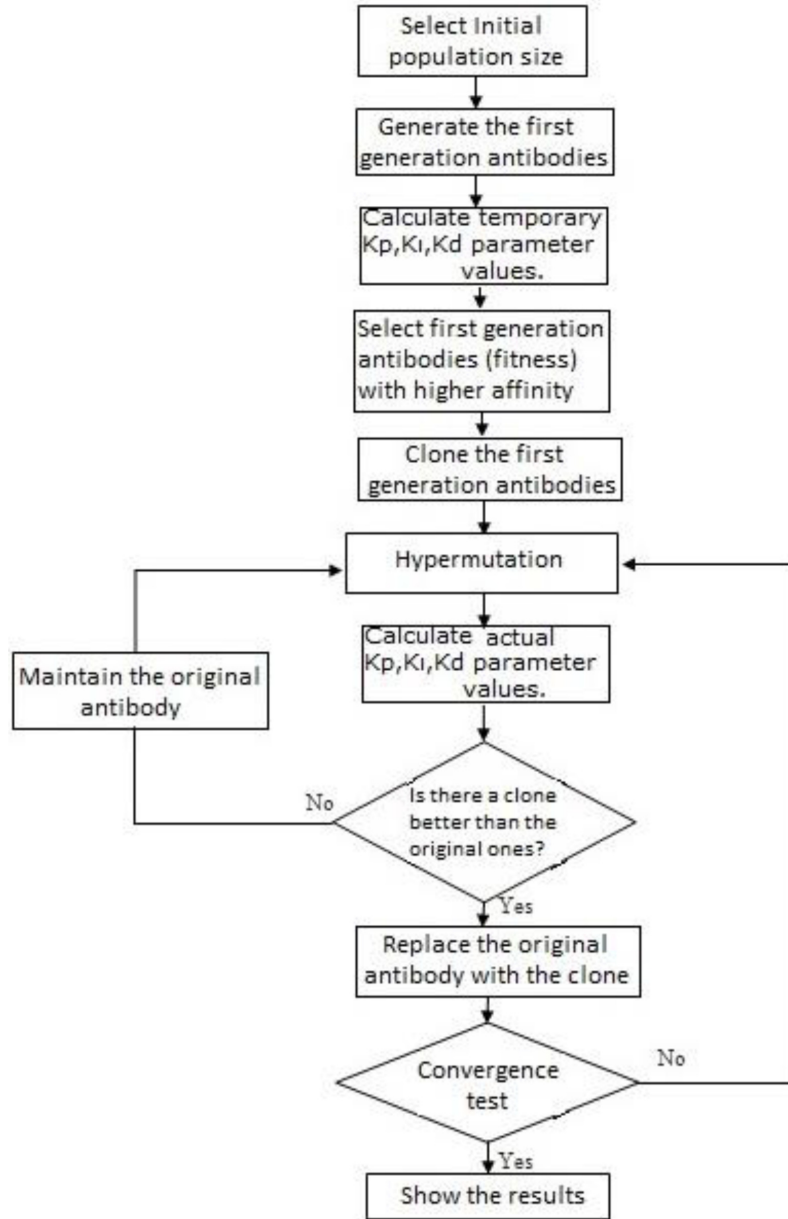 Select Initial
population size
Generate the first
generation antibodies
Calculate temporary
Kp,Kı,Kd parameter
values.
Select first generation
antibodies (fitness)
with higher affinity
Clone the first
generation antibodies
Hypermutation
Calculate actual
Kp,Kı,Kd parameter
values.
Maintain the original
antibody
No
Is there a clone
better than the
original ones?
Yes
Replace the original
antibody with the clone
Convergence
test
No
Yes
Show the results